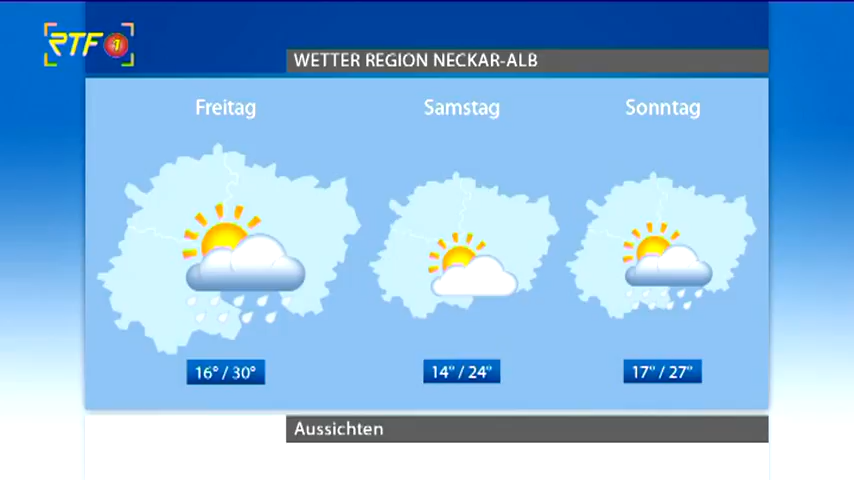 RTF 1
WETTER REGION NECKAR-ALB
Freitag
Samstag
Sonntag
16° / 30°
14° / 24°
17° / 27°
Aussichten